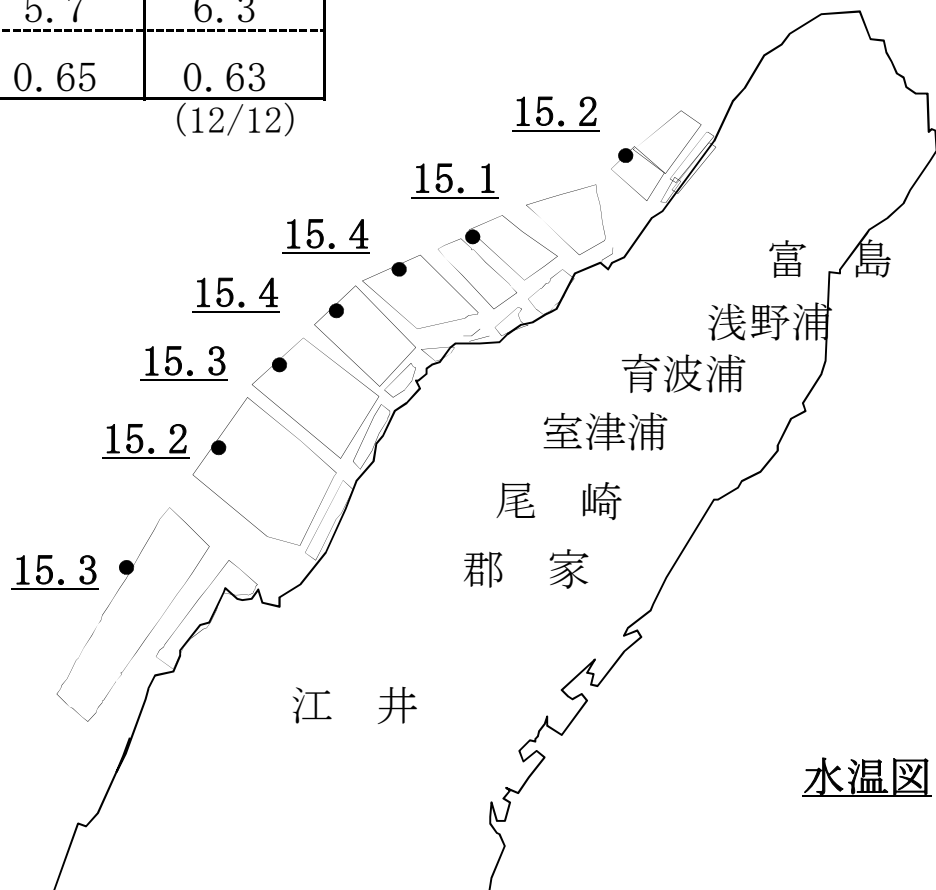 5.7 6.3
0.65 0.63
(12/12)
15.2
15.1
15.4
15.4
15.3
15.2
15.3
富 島
浅野浦
育波浦
室津浦
尾 崎
郡 家
江 井
水温図